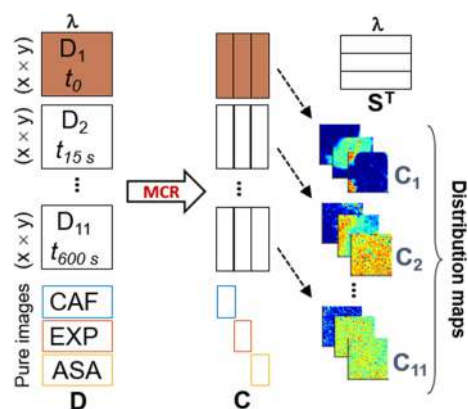 λ
(x × y)
D₁
t₀
(x × y)
D₂
t₁₅ ₛ
⋮
(x × y)
D₁₁
t₆₀₀ ₛ
Pure images
CAF
EXP
ASA
D
MCR
⋮
C
λ
Sᵀ
C₁
C₂
⋮
C₁₁
Distribution maps